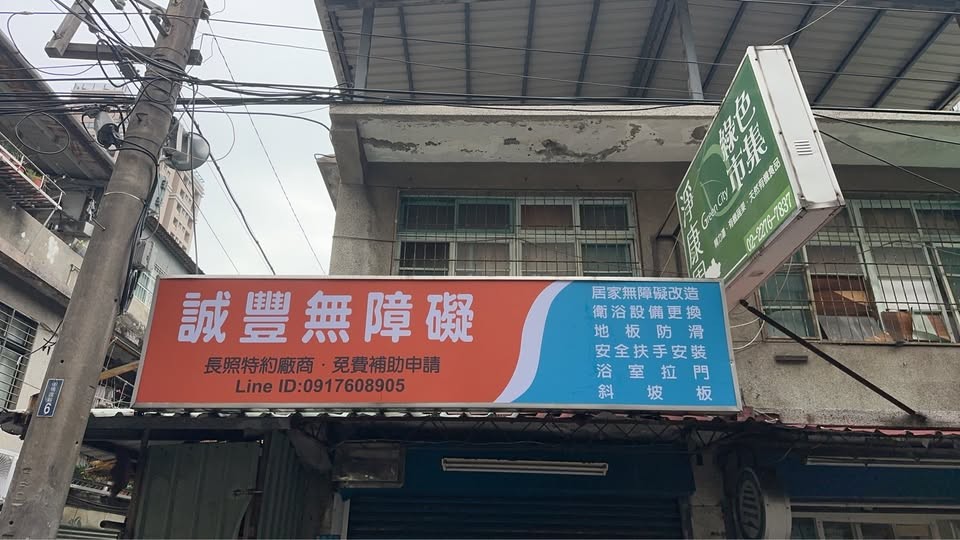 誠豐無障礙
長照特約廠商．免費補助申請
Line ID:0917608905
居家無障礙改造
衛浴設備更換
地板防滑
安全扶手安裝
浴室拉門
斜坡板
綠色
市集
Green City
淨康
02-2276-7837
6